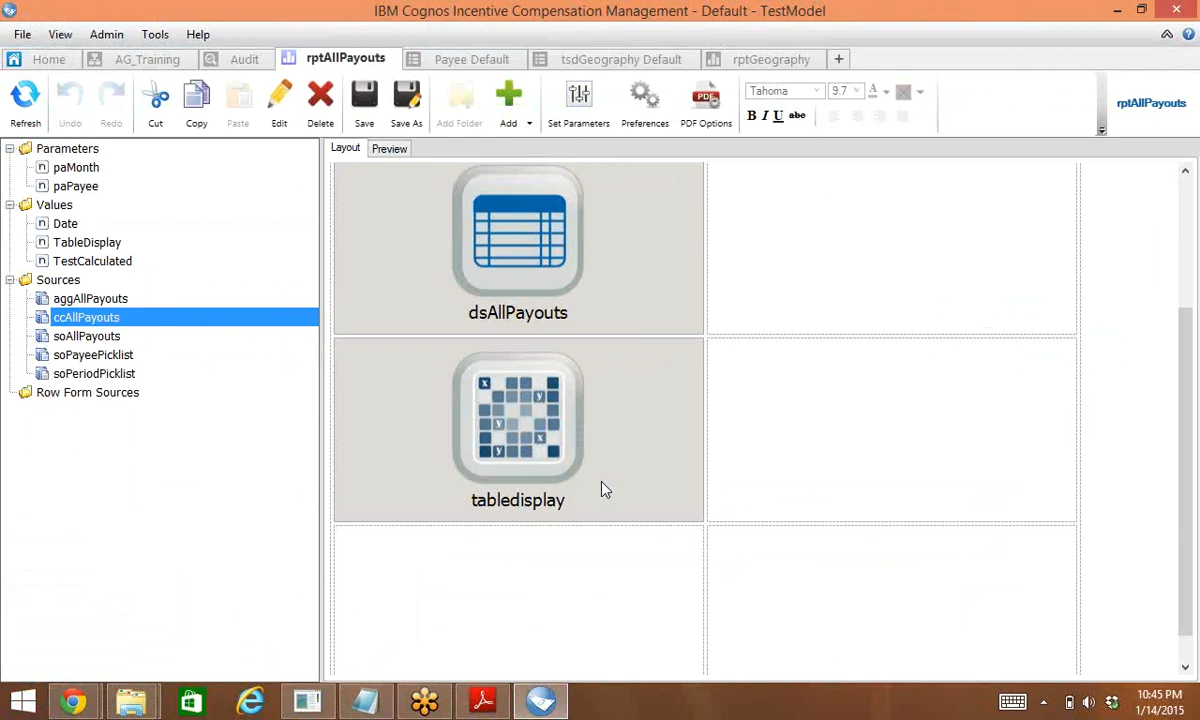 IBM Cognos Incentive Compensation Management - Default - TestModel
File View Admin Tools Help
Home AG_Training Audit rptAllPayouts Payee Default tsdGeography Default rptGeography +
Refresh Undo Redo Cut Copy Paste Edit Delete Save Save As Add Folder Add Set Parameters Preferences PDF Options
Tahoma 9.7 A
B I U abc
rptAllPayouts
Layout Preview
Parameters
paMonth
paPayee
Values
Date
TableDisplay
TestCalculated
Sources
aggAllPayouts
ccAllPayouts
soAllPayouts
soPayeePicklist
soPeriodPicklist
Row Form Sources
dsAllPayouts
x
y
y
x
y
tabledisplay
10:45 PM
1/14/2015